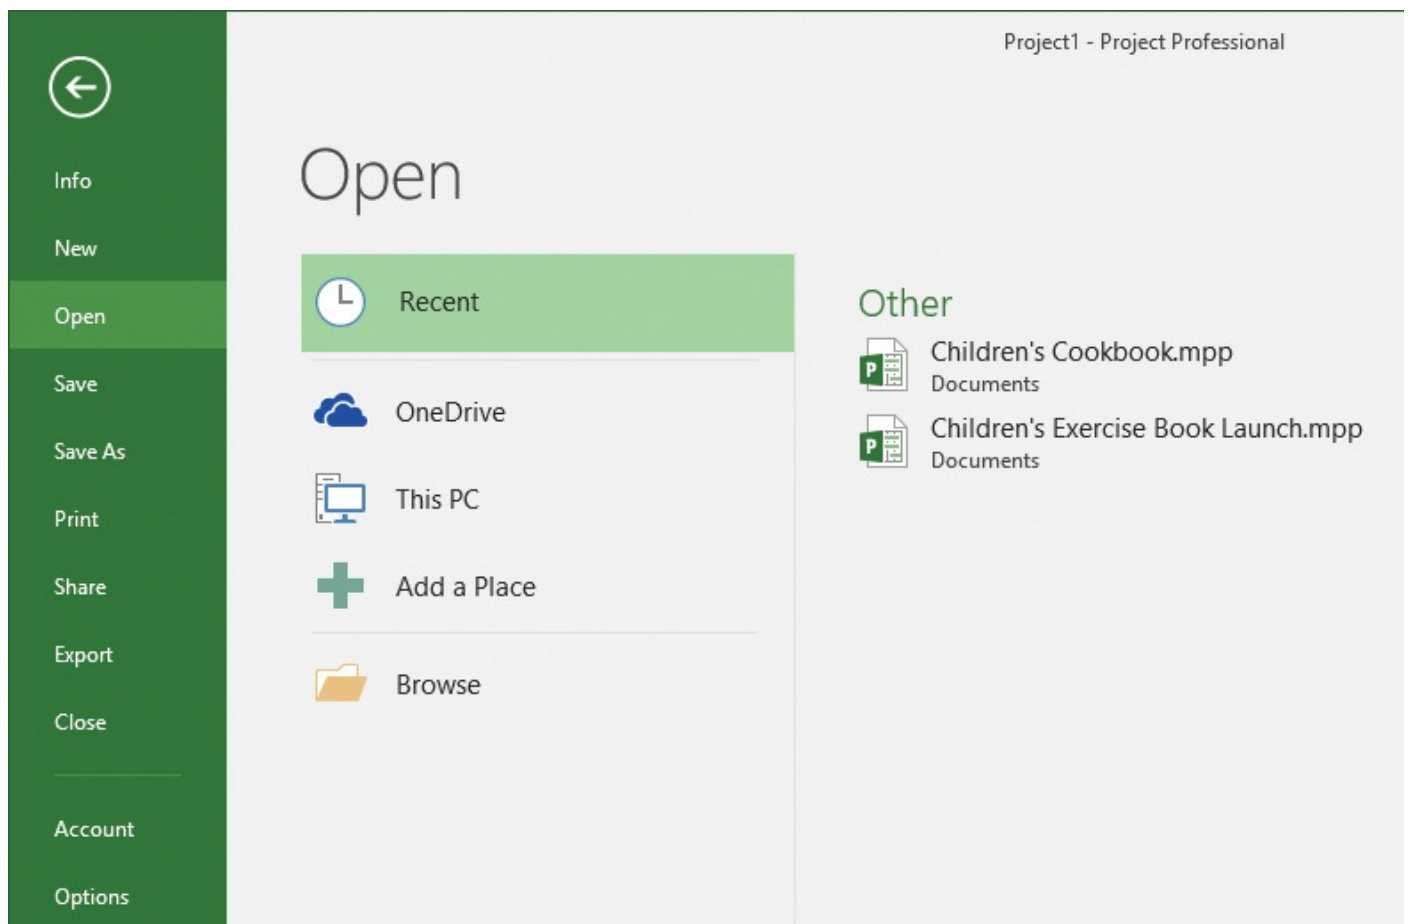 Project1 - Project Professional
Info
New
Open
Save
Save As
Print
Share
Export
Close
Account
Options
Open
Recent
OneDrive
This PC
Add a Place
Browse
Other
P
Children's Cookbook.mpp
Documents
P
Children's Exercise Book Launch.mpp
Documents